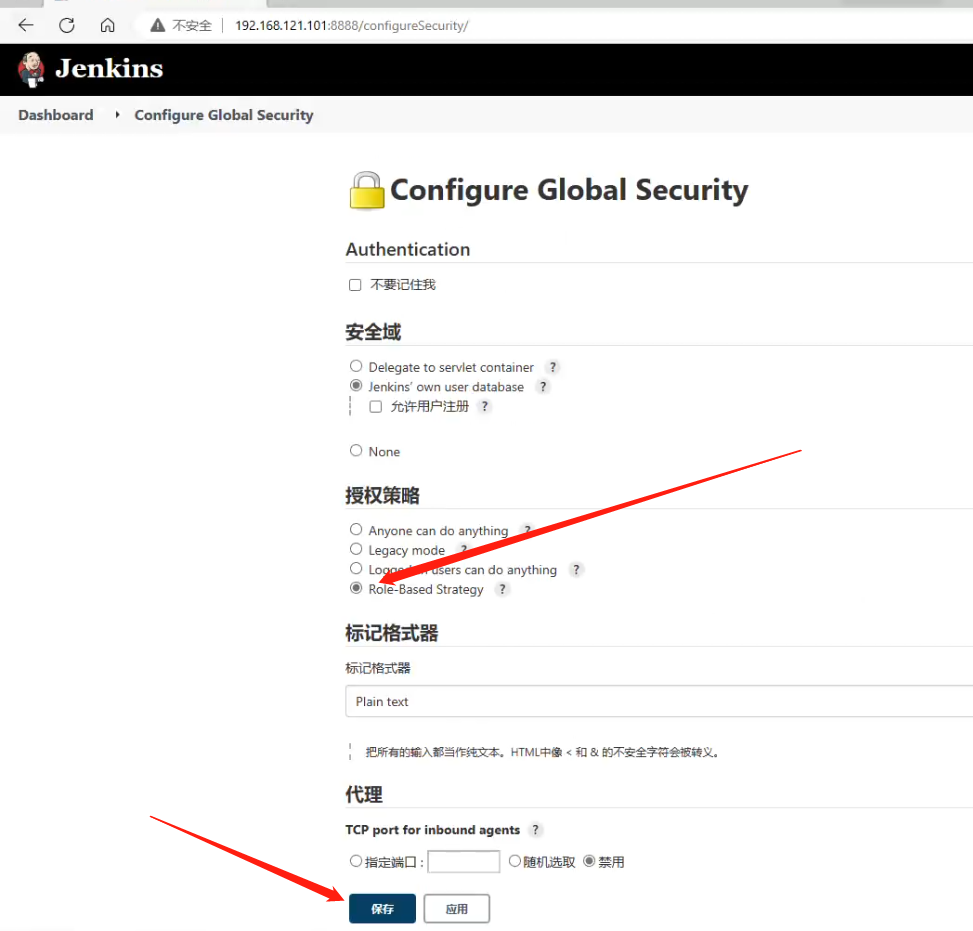 不安全 192.168.121.101:8888/configureSecurity/
Jenkins
Dashboard Configure Global Security
Configure Global Security
Authentication
不要记住我
安全域
Delegate to servlet container ?
Jenkins' own user database ?
允许用户注册 ?
None
授权策略
Anyone can do anything ?
Legacy mode ?
Logged-in users can do anything ?
Role-Based Strategy ?
标记格式器
标记格式器
Plain text
把所有的输入都当作纯文本。HTML中像 < 和 & 的不安全字符会被转义。
代理
TCP port for inbound agents ?
指定端口 : 随机选取 禁用
保存 应用